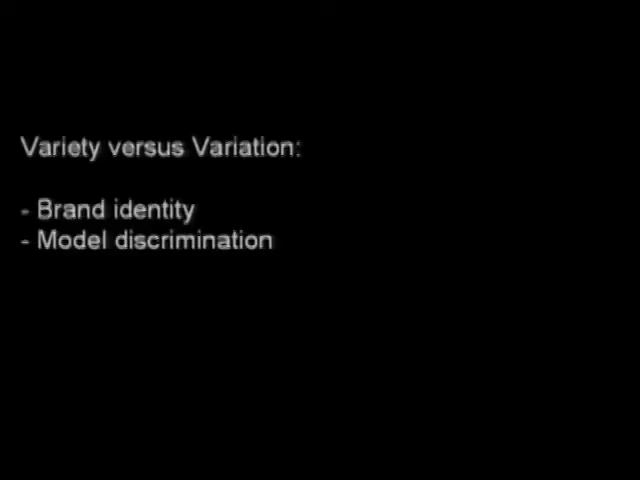 Variety versus Variation:
- Brand identity
- Model discrimination